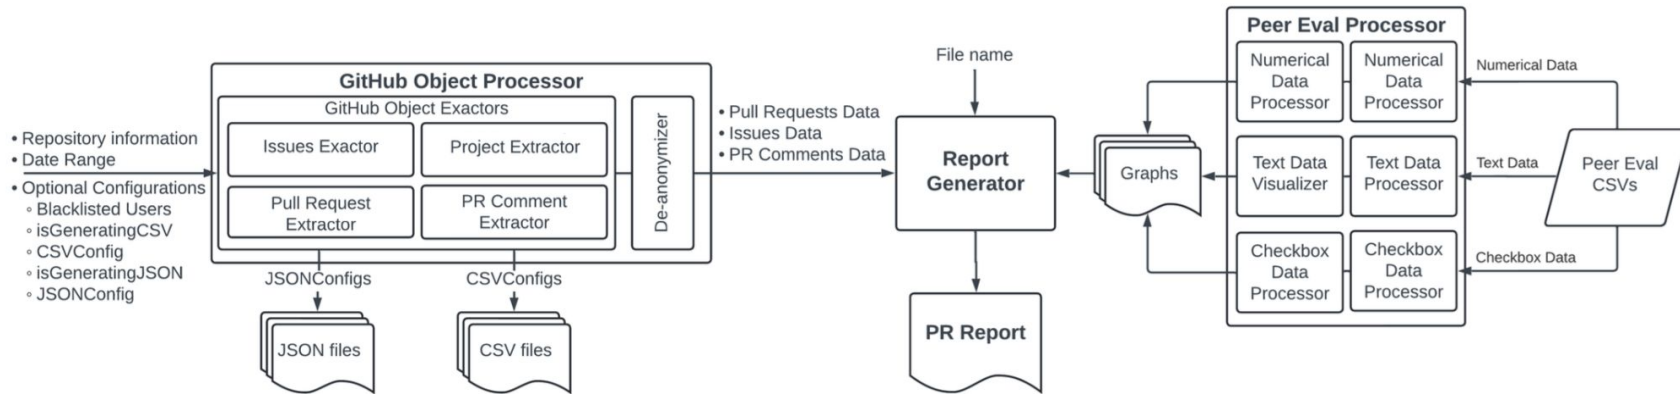 • Repository information
• Date Range
• Optional Configurations
◦ Blacklisted Users
◦ isGeneratingCSV
◦ CSVConfig
◦ isGeneratingJSON
◦ JSONConfig
GitHub Object Processor
GitHub Object Exactors
Issues Exactor
Project Extractor
Pull Request
Extractor
PR Comment
Extractor
De-anonymizer
JSONConfigs
CSVConfigs
JSON files
CSV files
• Pull Requests Data
• Issues Data
• PR Comments Data
File name
Report
Generator
PR Report
Graphs
Peer Eval Processor
Numerical
Data
Processor
Numerical
Data
Processor
Text Data
Visualizer
Text Data
Processor
Checkbox
Data
Processor
Checkbox
Data
Processor
Numerical Data
Text Data
Checkbox Data
Peer Eval
CSVs